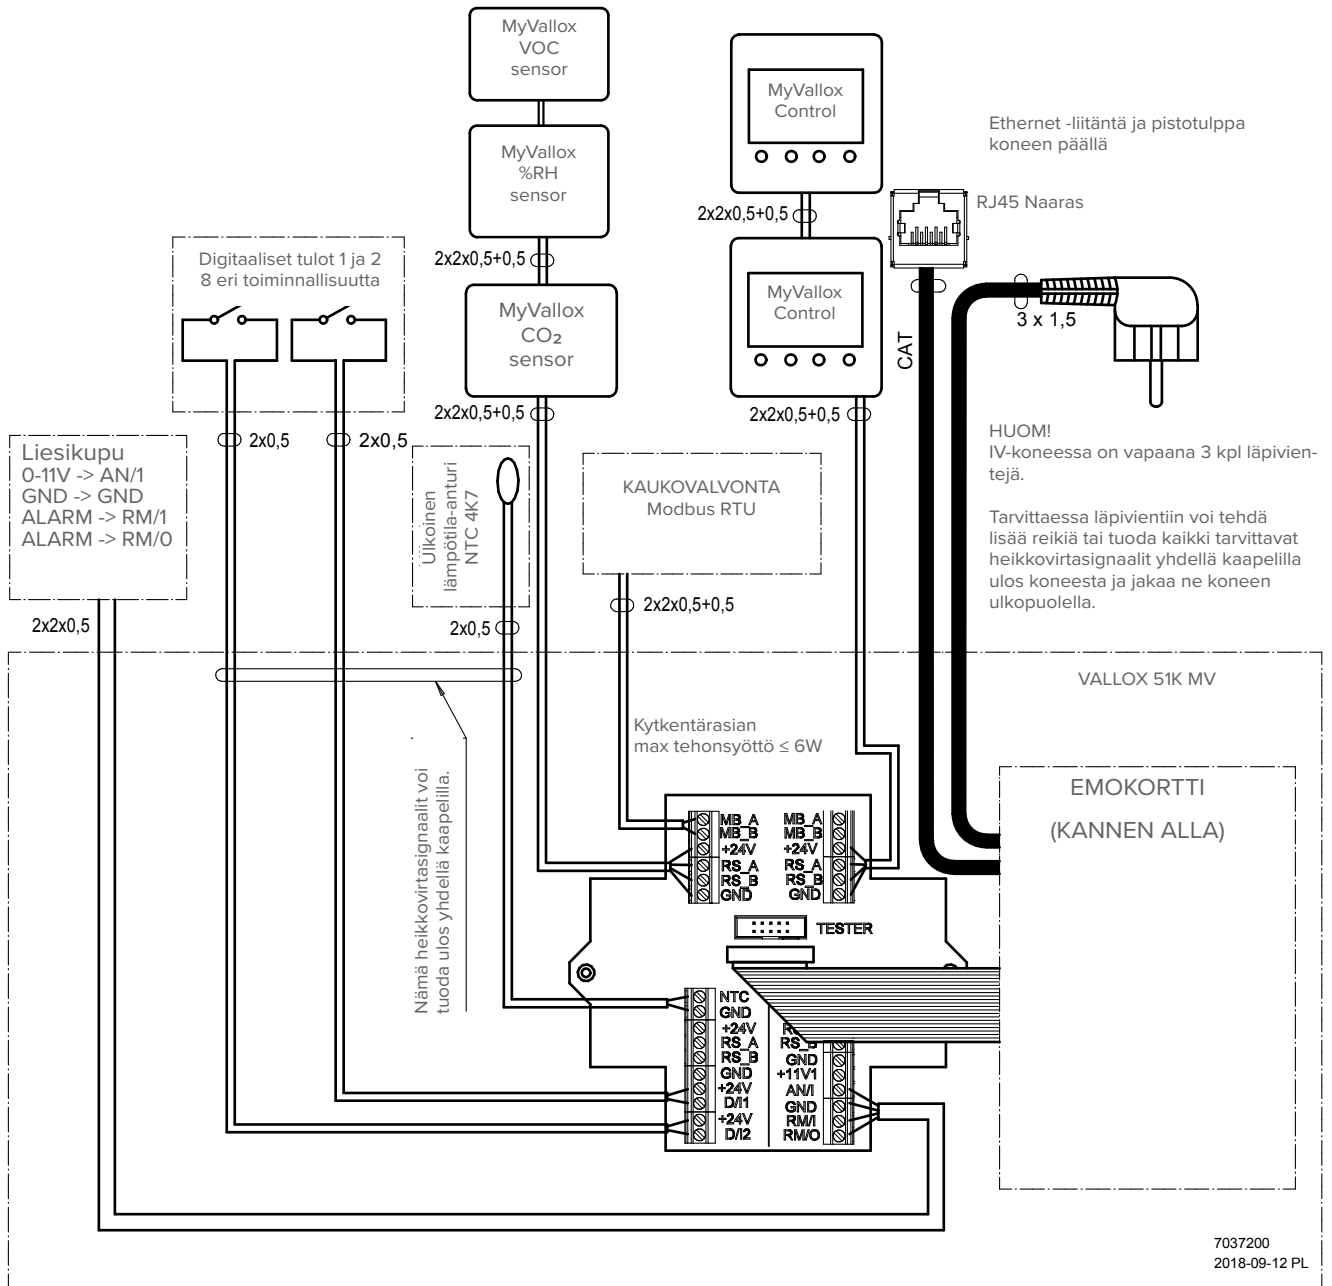 MyVallox
VOC
sensor
MyVallox
%RH
sensor
2x2x0,5+0,5
MyVallox
CO₂
sensor
2x2x0,5+0,5
MyVallox
Control
2x2x0,5+0,5
MyVallox
Control
2x2x0,5+0,5
Ethernet -liitäntä ja pistotulppa
koneen päällä
RJ45 Naaras
CAT
3 x 1,5
Digitaaliset tulot 1 ja 2
8 eri toiminnallisuutta
2x0,5
2x0,5
Liesikupu
0-11V -> AN/1
GND -> GND
ALARM -> RM/1
ALARM -> RM/0
2x2x0,5
Ulkoinen
lämpötila-anturi
NTC 4K7
2x0,5
KAUKOVALVONTA
Modbus RTU
2x2x0,5+0,5
HUOM!
IV-koneessa on vapaana 3 kpl läpivien-
tejä.
Tarvittaessa läpivientiin voi tehdä
lisää reikiä tai tuoda kaikki tarvittavat
heikkovirtasignaalit yhdellä kaapelilla
ulos koneesta ja jakaa ne koneen
ulkopuolella.
VALLOX 51K MV
Kytkentärasian
max tehonsyöttö ≤ 6W
Nämä heikkovirtasignaalit voi
tuoda ulos yhdellä kaapelilla.
EMOKORTTI
(KANNEN ALLA)
MB_A
MB_B
+24V
RS_A
RS_B
GND
MB_A
MB_B
+24V
RS_A
RS_B
GND
TESTER
NTC
GND
+24V
RS_A
RS_B
GND
+24V
D/I1
+24V
D/I2
RS_B
GND
+11V1
AN/I
GND
RM/I
RM/O
7037200
2018-09-12 PL